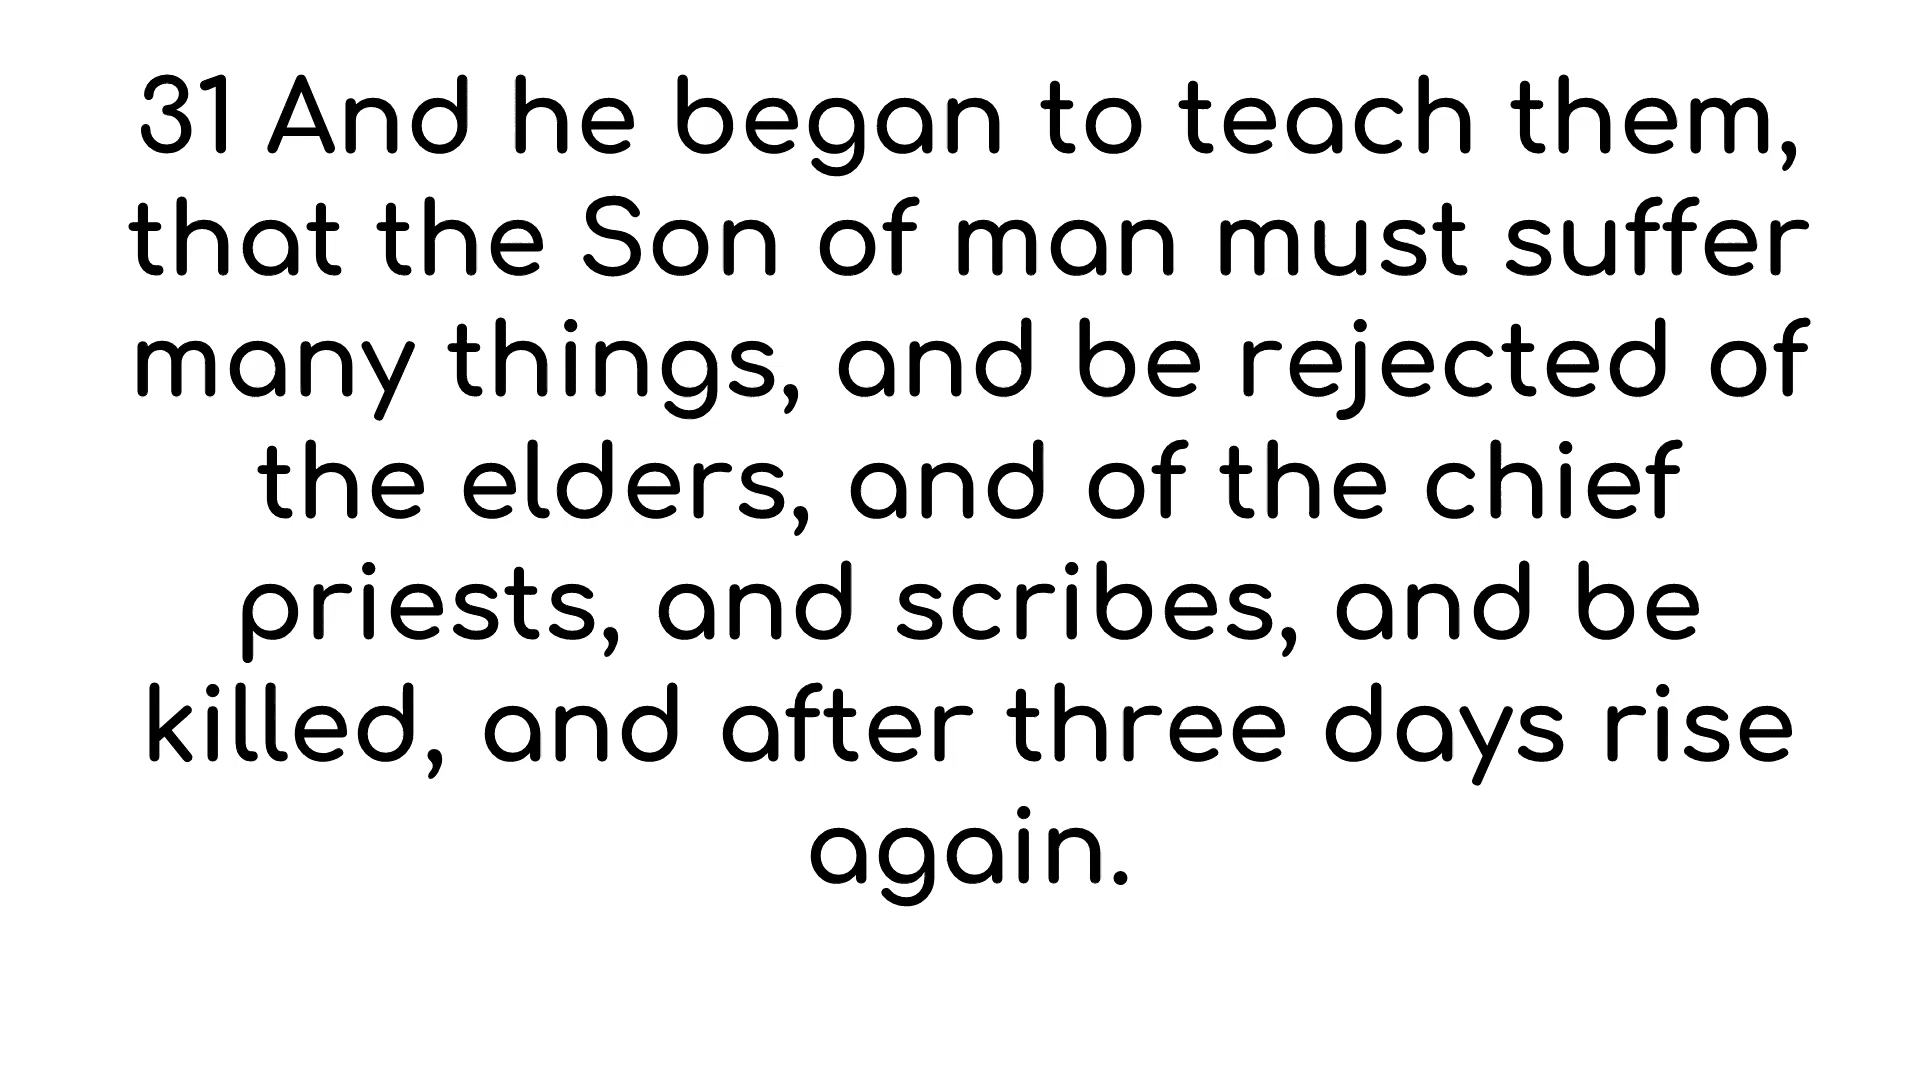 31 And he began to teach them,
that the Son of man must suffer
many things, and be rejected of
the elders, and of the chief
priests, and scribes, and be
killed, and after three days rise
again.